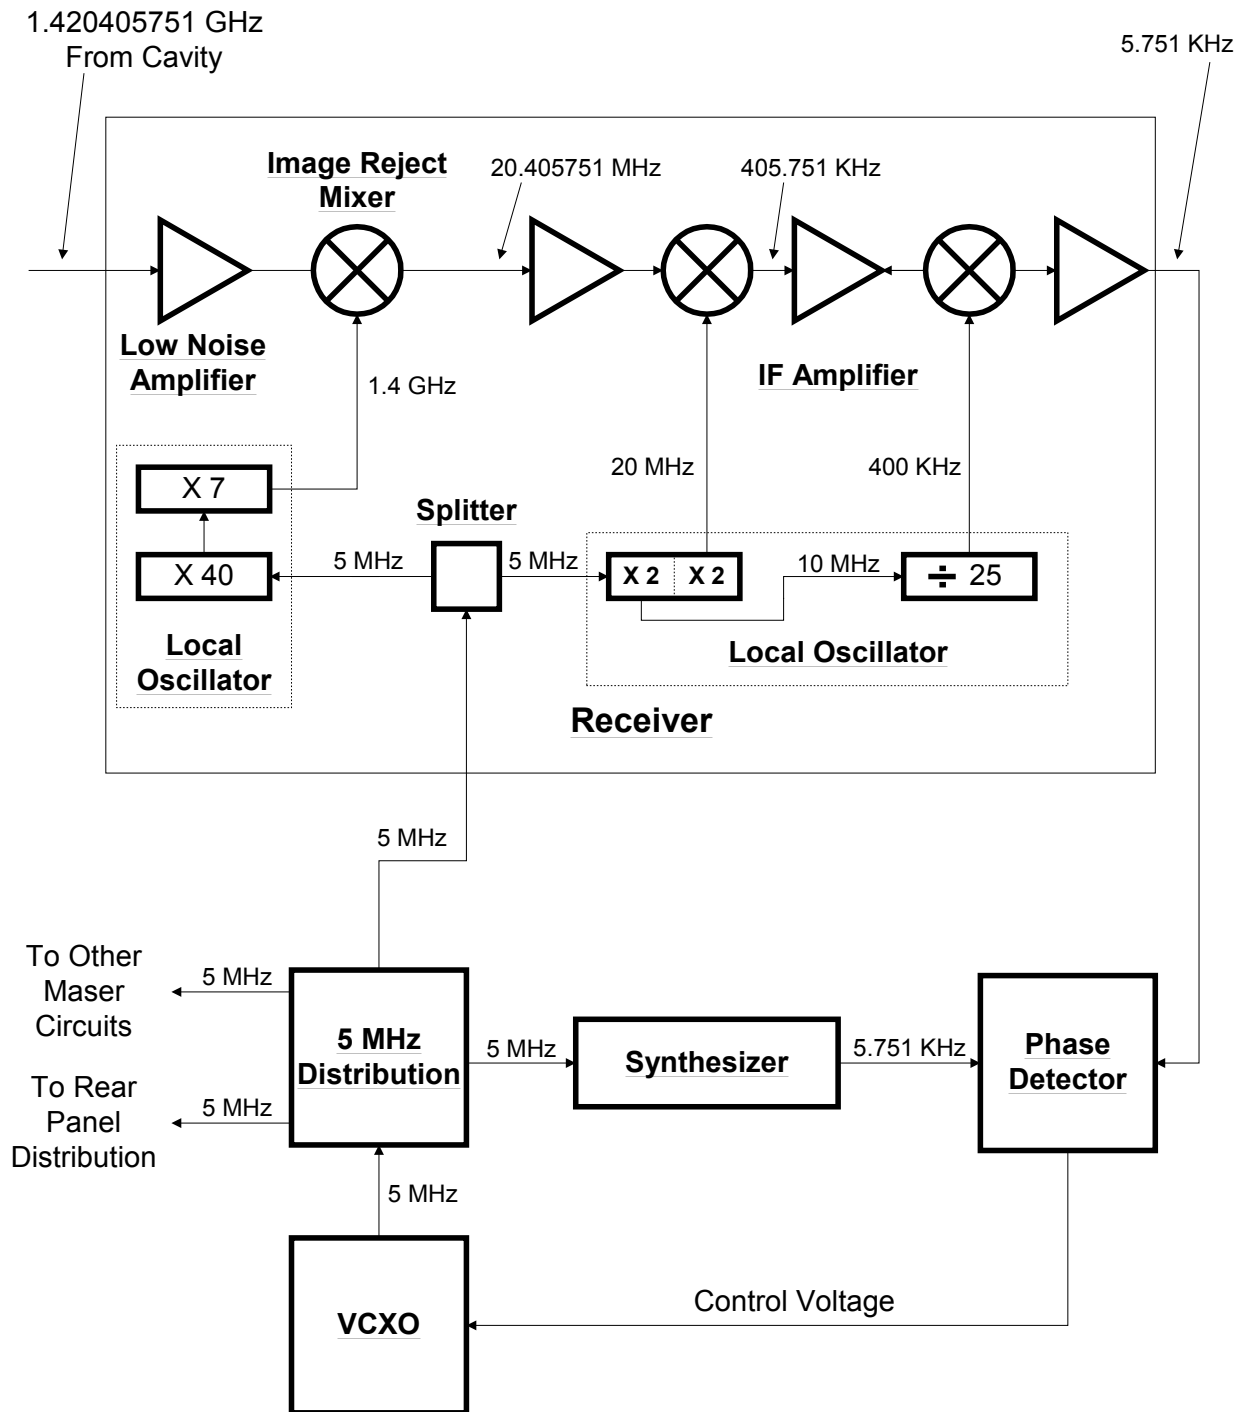 1.420405751 GHz
From Cavity
5.751 KHz
Image Reject
Mixer
20.405751 MHz
405.751 KHz
Low Noise
Amplifier
1.4 GHz
IF Amplifier
X 7
20 MHz
400 KHz
Splitter
X 40
5 MHz
5 MHz
X 2
X 2
10 MHz
÷ 25
Local
Oscillator
Local Oscillator
Receiver
5 MHz
To Other
Maser
Circuits
5 MHz
5 MHz
Distribution
5 MHz
Synthesizer
5.751 KHz
Phase
Detector
To Rear
Panel
Distribution
5 MHz
5 MHz
VCXO
Control Voltage